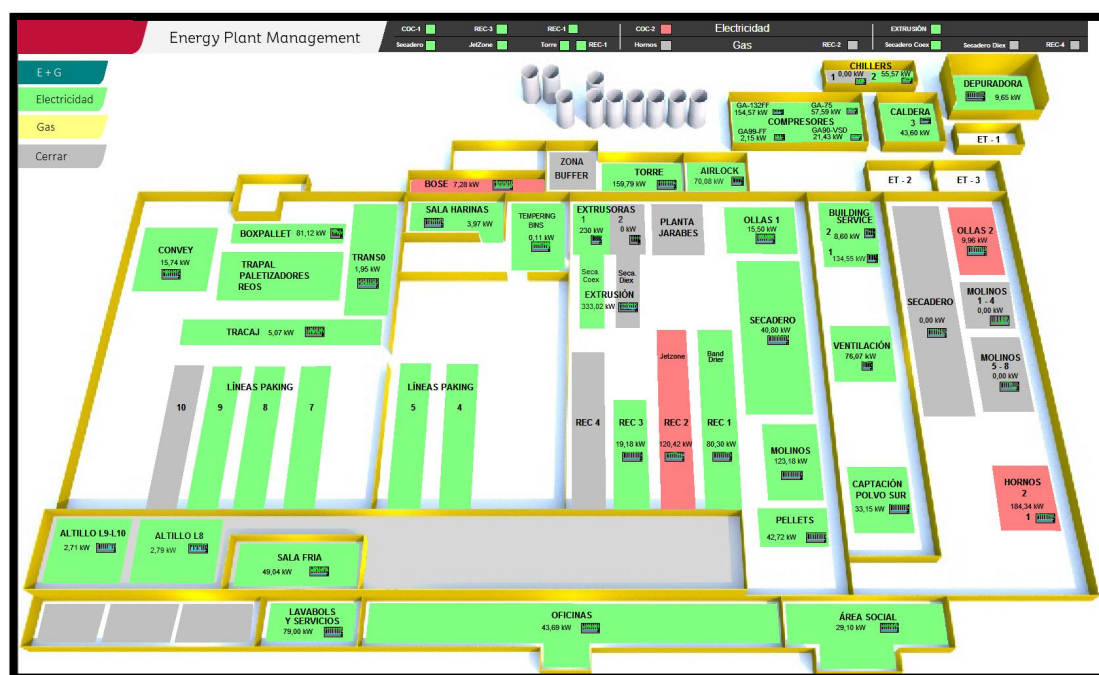 Energy Plant Management
COC-1
REC-3
REC-1
COC-2
Electricidad
EXTRUSIÓN
Secadero
JetZone
Torre
REC-1
Hornos
Gas
REC-2
Secadero Coex
Secadero Diex
REC-4
E + G
Electricidad
Gas
Cerrar
CHILLERS
1 0,00 kW 2 55,57 kW
DEPURADORA
9,65 kW
GA-132FF
154,57 kW
GA-75
57,59 kW
COMPRESORES
GA99-FF
2,15 kW
GA90-VSD
21,43 kW
CALDERA
3
43,60 kW
ET - 1
ET - 2
ET - 3
ZONA
BUFFER
TORRE
159,79 kW
AIRLOCK
70,08 kW
BOSE 7,28 kW
SALA HARINAS
3,97 kW
TEMPERING
BINS
0,11 kW
EXTRUSORAS
1
230 kW
2
0 kW
PLANTA
JARABES
OLLAS 1
15,50 kW
BUILDING
SERVICE
2 8,60 kW
1 134,55 kW
OLLAS 2
9,96 kW
CONVEY
15,74 kW
BOXPALLET 81,12 kW
TRAPAL
PALETIZADORES
REOS
TRANSO
1,95 kW
Seca.
Coex
Seca.
Diex
EXTRUSIÓN
333,02 kW
SECADERO
40,80 kW
SECADERO
0,00 kW
MOLINOS
1 - 4
0,00 kW
TRACAJ 5,07 kW
VENTILACIÓN
76,07 kW
MOLINOS
5 - 8
0,00 kW
Jetzone
Band
Drier
LÍNEAS PAKING
10
9
8
7
LÍNEAS PAKING
5
4
REC 4
REC 3
19,18 kW
REC 2
120,42 kW
REC 1
80,30 kW
MOLINOS
123,18 kW
CAPTACIÓN
POLVO SUR
33,15 kW
HORNOS
2
184,34 kW
1
PELLETS
42,72 kW
ALTILLO L9-L10
2,71 kW
ALTILLO L8
2,79 kW
SALA FRIA
49,04 kW
LAVABOLS
Y SERVICIOS
79,00 kW
OFICINAS
43,69 kW
ÁREA SOCIAL
29,10 kW